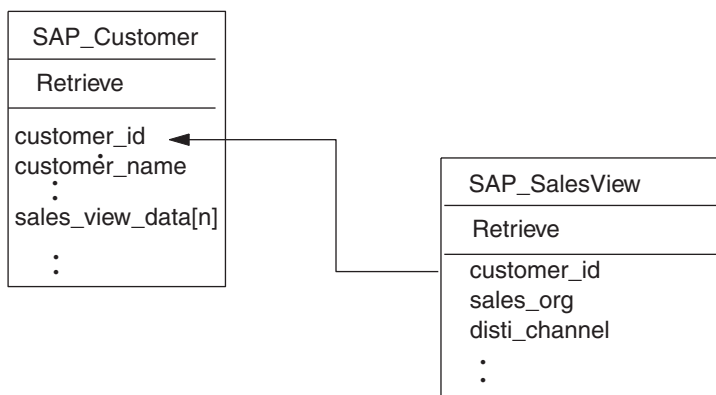 SAP_Customer
Retrieve
customer_id
customer_name
sales_view_data[n]
SAP_SalesView
Retrieve
customer_id
sales_org
disti_channel